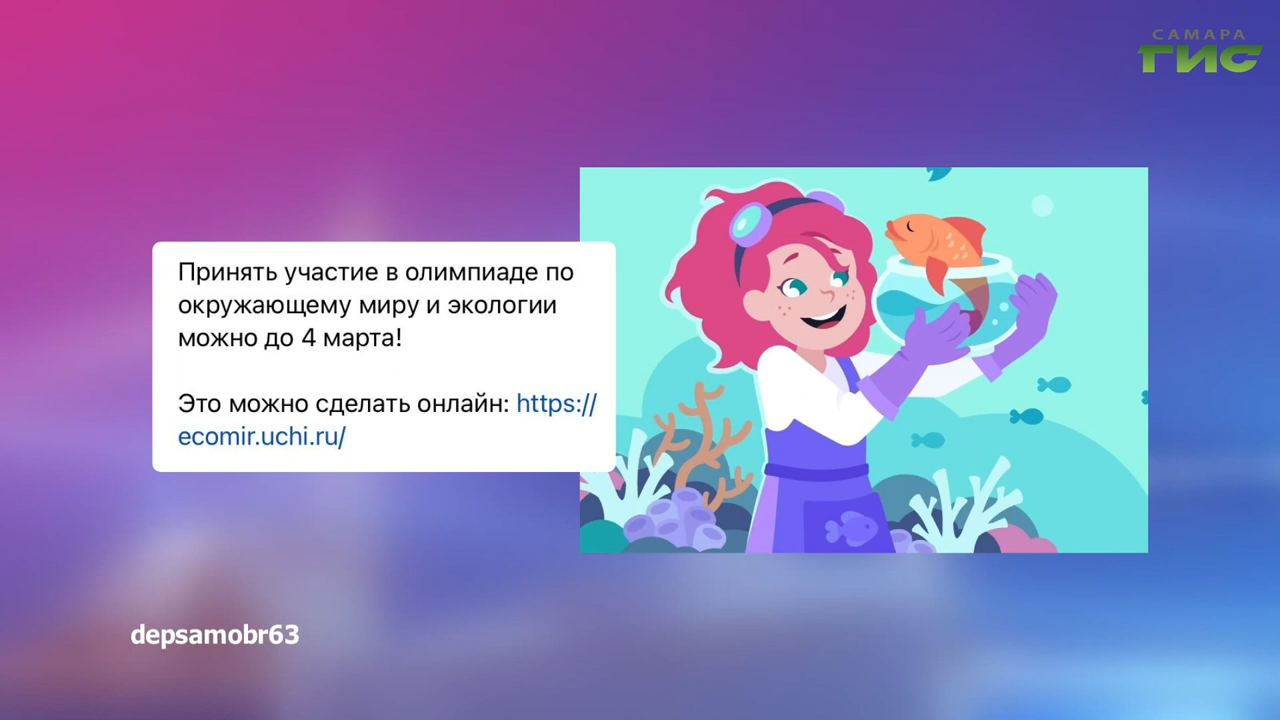 САМАРА
ГИС
Принять участие в олимпиаде по
окружающему миру и экологии
можно до 4 марта!
Это можно сделать онлайн: https://
ecomir.uchi.ru/
depsamobr63